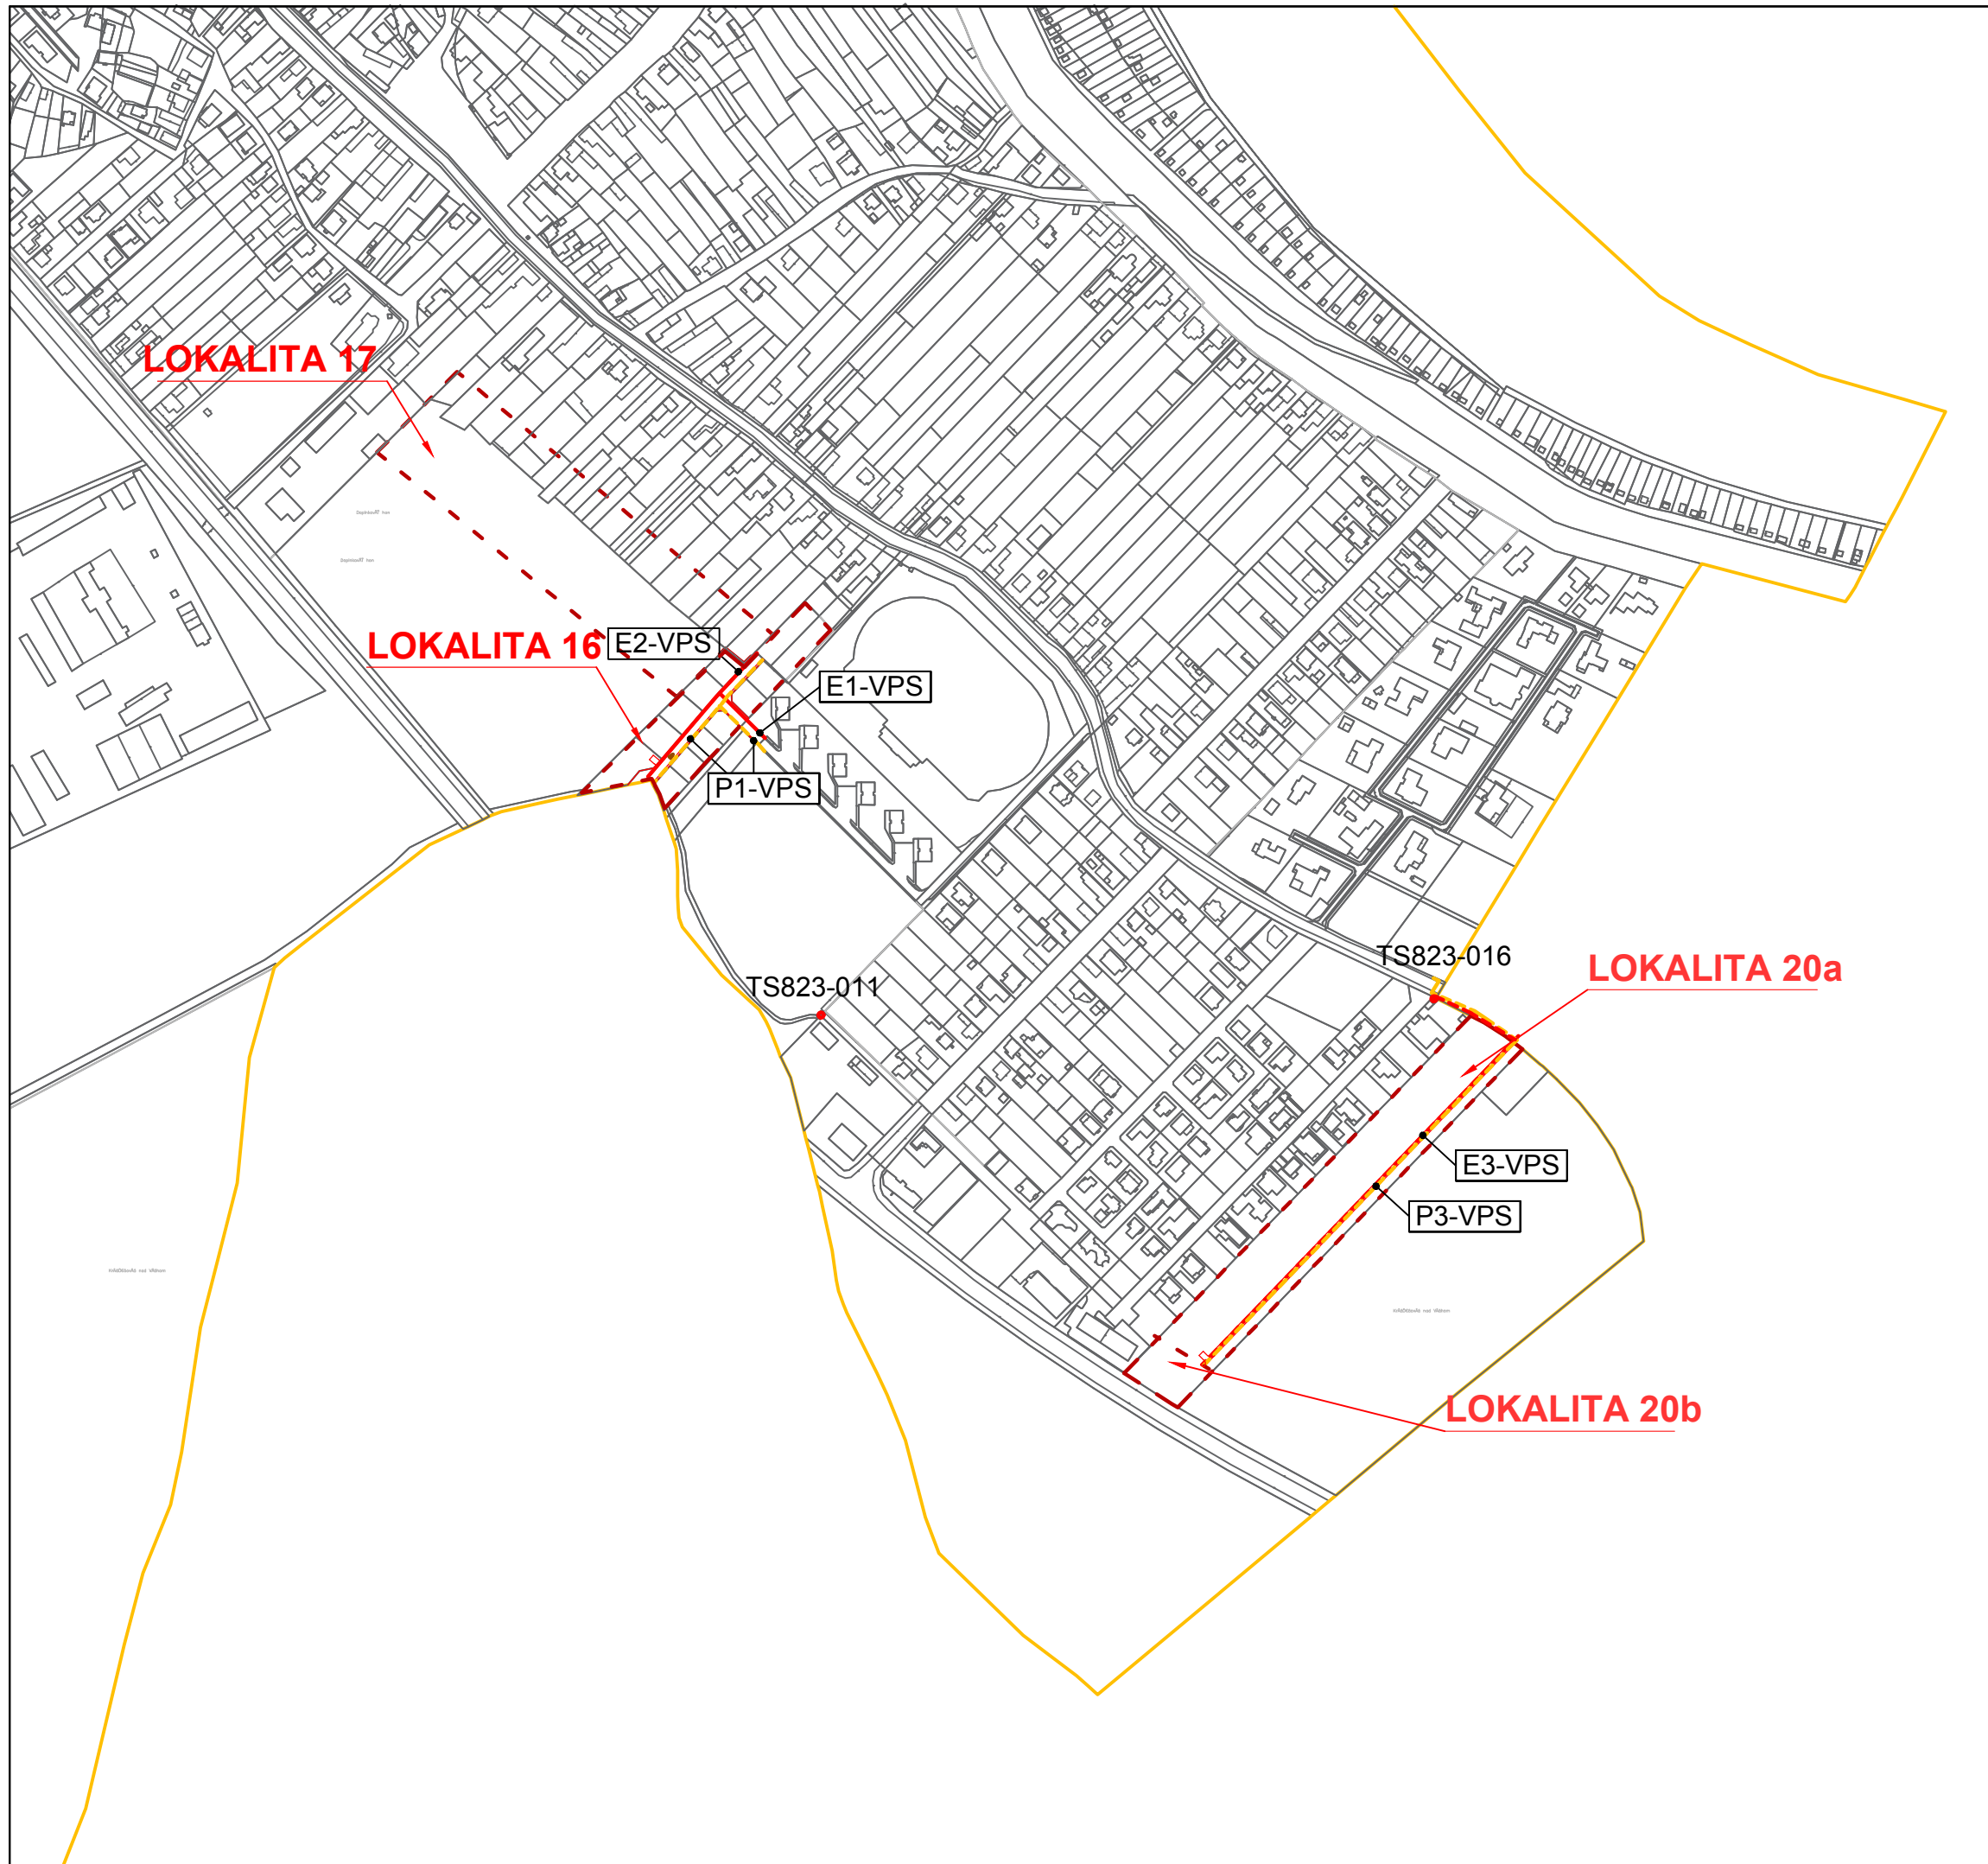 LOKALITA 17
LOKALITA 16
E2-VPS
E1-VPS
P1-VPS
TS823-016
LOKALITA 20a
TS823-011
E3-VPS
P3-VPS
LOKALITA 20b